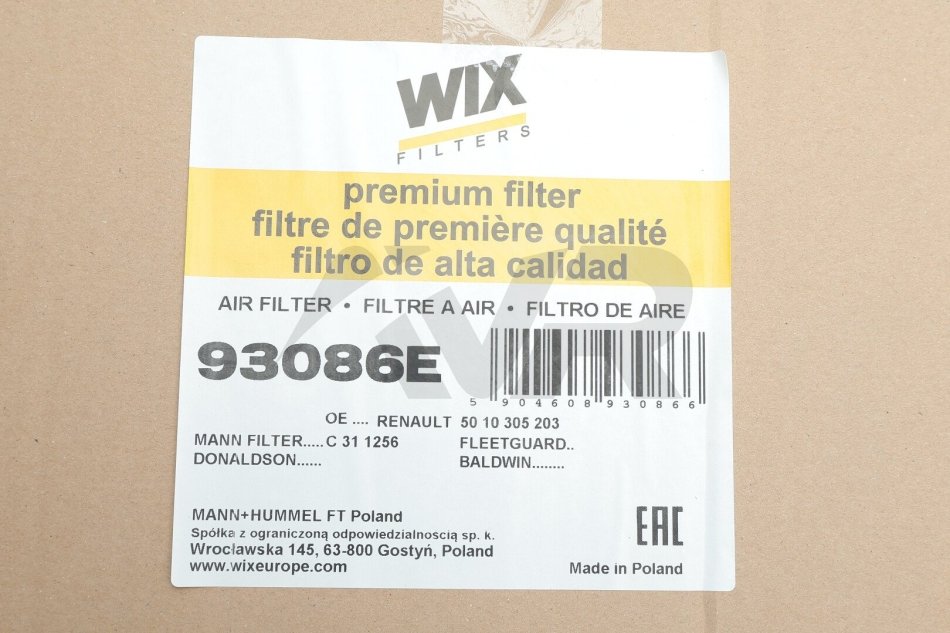 WIX
FILTERS
premium filter
filtre de première qualité
filtro de alta calidad
AIR FILTER • FILTRE A AIR • FILTRO DE AIRE
93086E
5 904608 930866
OE .... RENAULT 50 10 305 203
MANN FILTER.....C 31 1256 FLEETGUARD..
DONALDSON...... BALDWIN........
MANN+HUMMEL FT Poland
Spółka z ograniczoną odpowiedzialnością sp. k.
Wrocławska 145, 63-800 Gostyń, Poland
www.wixeurope.com
EAC
Made in Poland